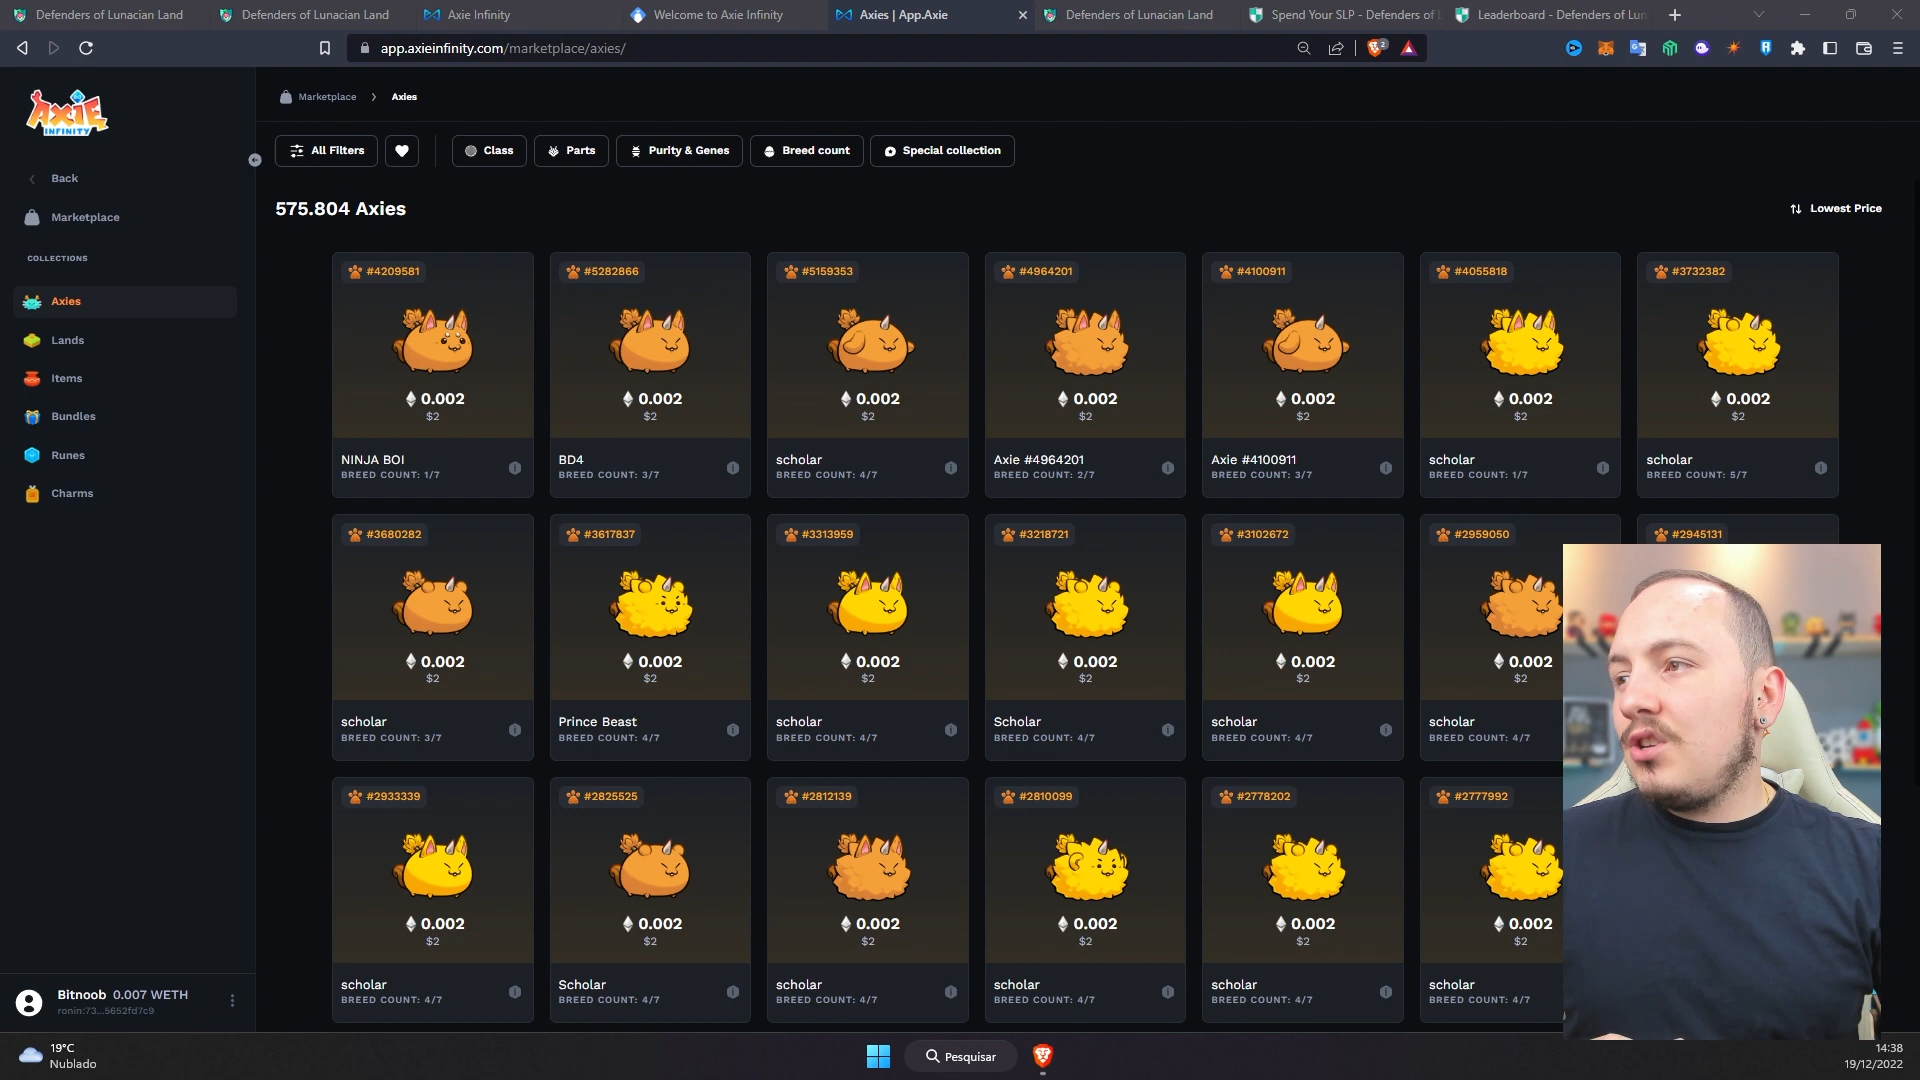 Defenders of Lunacian Land
Defenders of Lunacian Land
Axie Infinity
Welcome to Axie Infinity
Axies | App.Axie
Defenders of Lunacian Land
Spend Your SLP - Defenders of L
Leaderboard - Defenders of Lun
app.axieinfinity.com/marketplace/axies/
2
AXIE
INFINITY
Marketplace
Axies
All Filters
Class
Parts
Purity & Genes
Breed count
Special collection
Back
Marketplace
COLLECTIONS
Axies
Lands
Items
Bundles
Runes
Charms
575.804 Axies
Lowest Price
#4209581
#5282866
#5159353
#4964201
#4100911
#4055818
#3732382
0.002
0.002
0.002
0.002
0.002
0.002
0.002
$2
$2
$2
$2
$2
$2
$2
NINJA BOI
BD4
scholar
Axie #4964201
Axie #4100911
scholar
scholar
BREED COUNT: 1/7
BREED COUNT: 3/7
BREED COUNT: 4/7
BREED COUNT: 2/7
BREED COUNT: 3/7
BREED COUNT: 1/7
BREED COUNT: 5/7
#3680282
#3617837
#3313959
#3218721
#3102672
#2959050
#2945131
0.002
0.002
0.002
0.002
0.002
0.002
$2
$2
$2
$2
$2
$2
scholar
Prince Beast
scholar
Scholar
scholar
scholar
BREED COUNT: 3/7
BREED COUNT: 4/7
BREED COUNT: 4/7
BREED COUNT: 4/7
BREED COUNT: 4/7
BREED COUNT: 4/7
#2933339
#2825525
#2812139
#2810099
#2778202
#2777992
0.002
0.002
0.002
0.002
0.002
0.002
$2
$2
$2
$2
$2
$2
scholar
Scholar
scholar
scholar
scholar
scholar
BREED COUNT: 4/7
BREED COUNT: 4/7
BREED COUNT: 4/7
BREED COUNT: 4/7
BREED COUNT: 4/7
BREED COUNT: 4/7
Bitnoob 0.007 WETH
ronin:73...5652fd7c9
19°C
Nublado
Pesquisar
14:38
19/12/2022